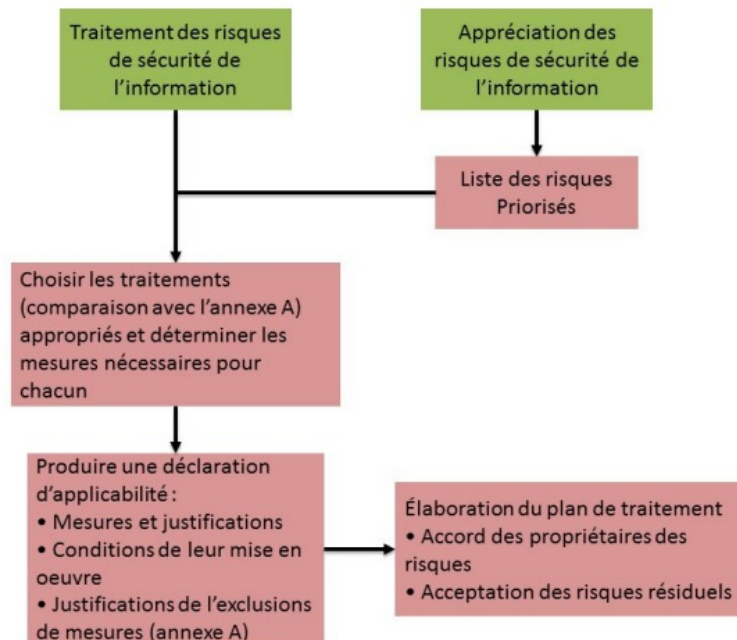 Traitement des risques
de sécurité de
l’information
Appréciation des
risques de sécurité de
l’information
Liste des risques
Priorisés
Choisir les traitements
(comparaison avec l’annexe A)
appropriés et déterminer les
mesures nécessaires pour
chacun
Produire une déclaration
d’applicabilité :
• Mesures et justifications
• Conditions de leur mise en
oeuvre
• Justifications de l’exclusions
de mesures (annexe A)
Élaboration du plan de traitement
• Accord des propriétaires des
risques
• Acceptation des risques résiduels